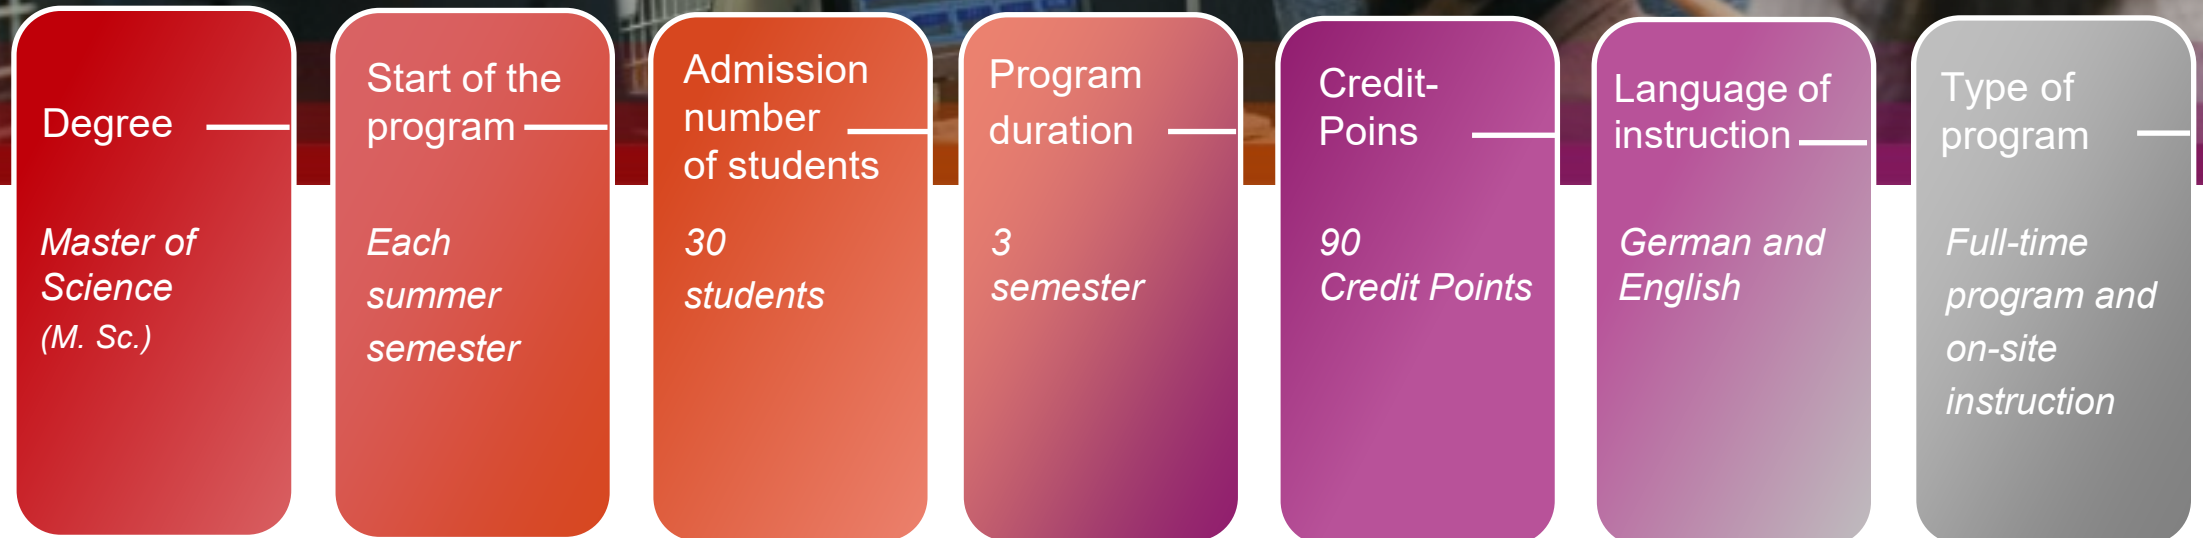 Degree
Master of
Science
(M. Sc.)
Start of the
program
Each
summer
semester
Admission
number
of students
30
students
Program
duration
3
semester
Credit-
Poins
90
Credit Points
Language of
instruction
German and
English
Type of
program
Full-time
program and
on-site
instruction